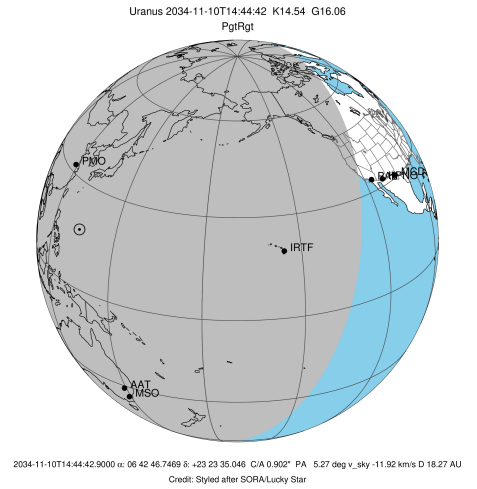 Uranus 2034-11-10T14:44:42 K14.54 G16.06
PgtRgt
PMO
IRTF
AAT
MSO
2034-11-10T14:44:42.9000 α: 06 42 46.7469 δ: +23 23 35.046 C/A 0.902" PA 5.27 deg v_sky -11.92 km/s D 18.27 AU
Credit: Styled after SORA/Lucky Star